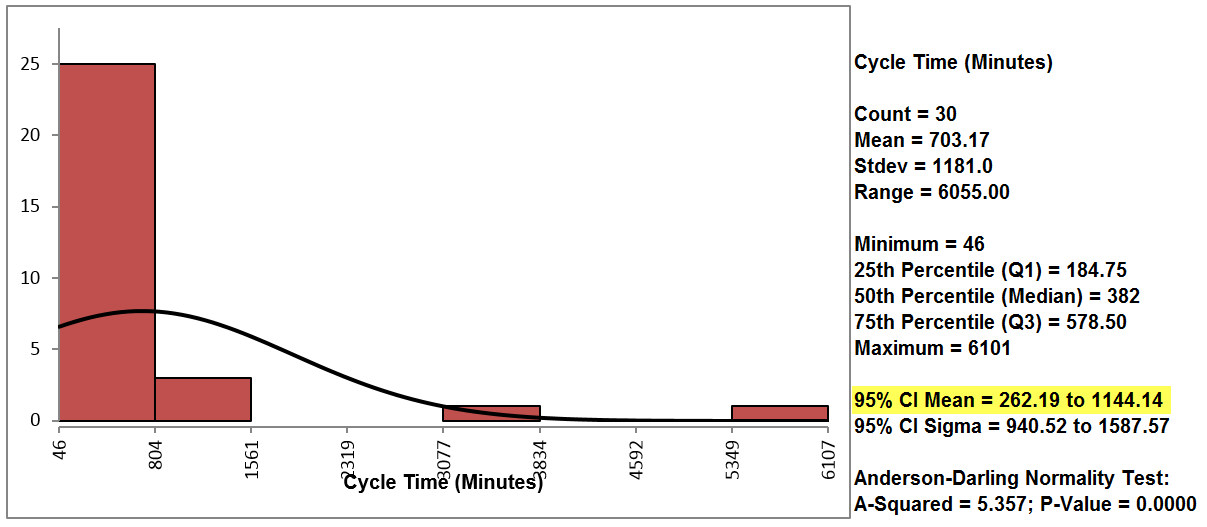 25
20
15
10
5
0
46
804
1561
2319
3077
3834
4592
5349
6107
Cycle Time (Minutes)
Cycle Time (Minutes)
Count = 30
Mean = 703.17
Stdev = 1181.0
Range = 6055.00
Minimum = 46
25th Percentile (Q1) = 184.75
50th Percentile (Median) = 382
75th Percentile (Q3) = 578.50
Maximum = 6101
95% CI Mean = 262.19 to 1144.14
95% CI Sigma = 940.52 to 1587.57
Anderson-Darling Normality Test:
A-Squared = 5.357; P-Value = 0.0000